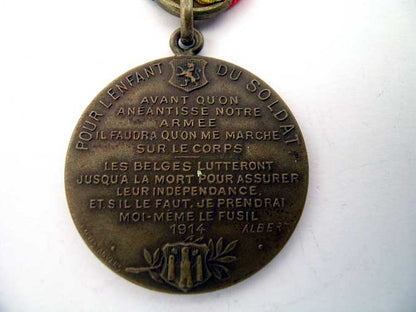 POUR L'ENFANT DU SOLDAT
AVANT QU'ON
ANÉANTISSE NÔTRE
ARMÉE
IL FAUDRA QU'ON ME MARCHE
SUR LE CORPS
LES BELGES LUTTERONT
JUSQU'À LA MORT POUR ASSURER
LEUR INDÉPENDANCE,
ET S'IL LE FAUT, JE PRENDRAI
MOI-MÊME LE FUSIL
1914 ALBERT